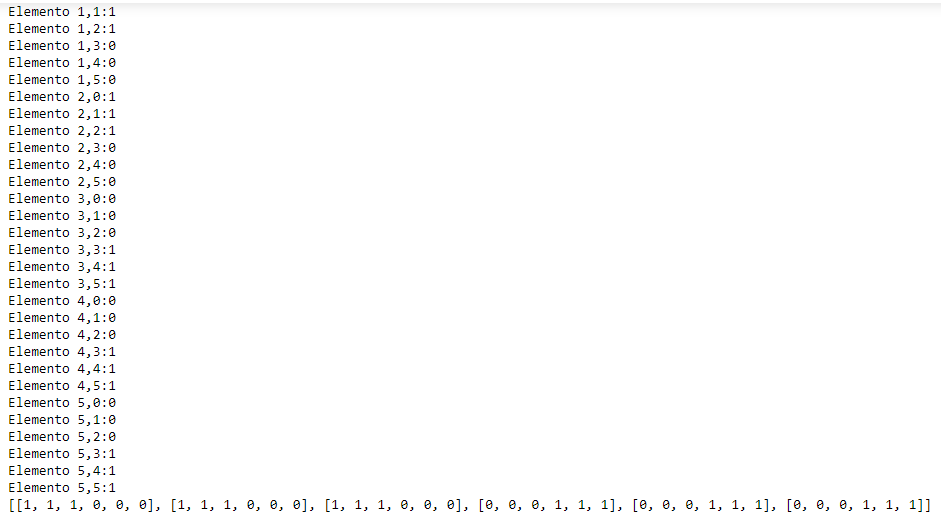 Elemento 1,1:1
Elemento 1,2:1
Elemento 1,3:0
Elemento 1,4:0
Elemento 1,5:0
Elemento 2,0:1
Elemento 2,1:1
Elemento 2,2:1
Elemento 2,3:0
Elemento 2,4:0
Elemento 2,5:0
Elemento 3,0:0
Elemento 3,1:0
Elemento 3,2:0
Elemento 3,3:1
Elemento 3,4:1
Elemento 3,5:1
Elemento 4,0:0
Elemento 4,1:0
Elemento 4,2:0
Elemento 4,3:1
Elemento 4,4:1
Elemento 4,5:1
Elemento 5,0:0
Elemento 5,1:0
Elemento 5,2:0
Elemento 5,3:1
Elemento 5,4:1
Elemento 5,5:1
[[1, 1, 1, 0, 0, 0], [1, 1, 1, 0, 0, 0], [1, 1, 1, 0, 0, 0], [0, 0, 0, 1, 1, 1], [0, 0, 0, 1, 1, 1], [0, 0, 0, 1, 1, 1]]